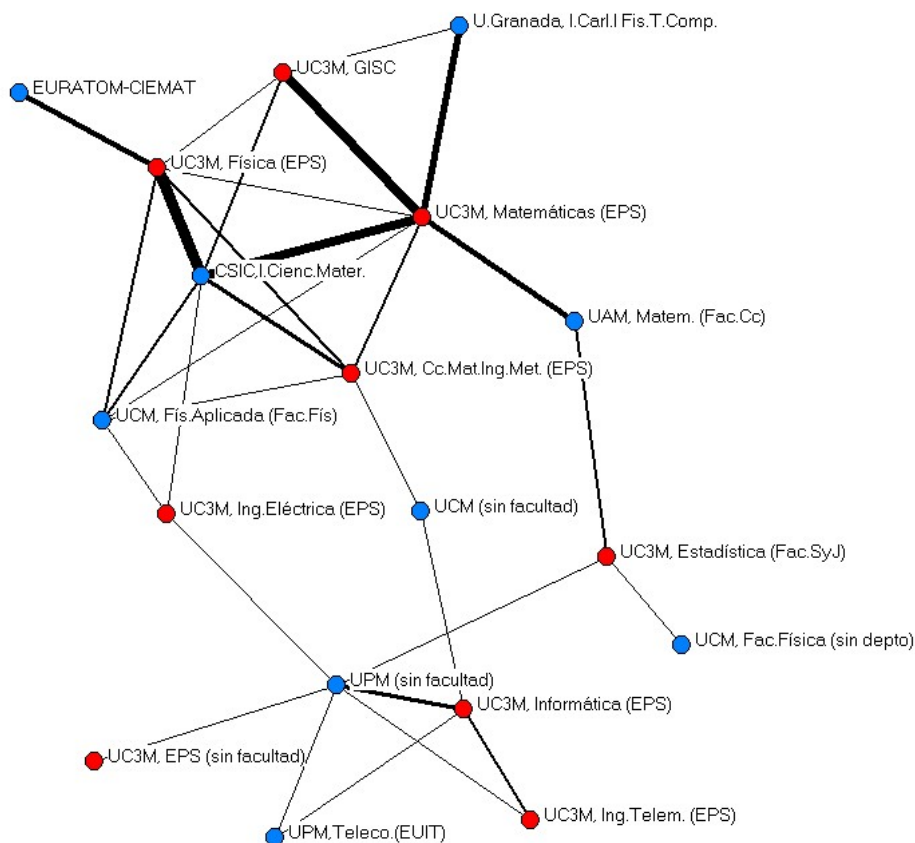 U.Granada, I.Carl.I Fis.T.Comp.
UC3M, GISC
EURATOM-CIEMAT
UC3M, Física (EPS)
UC3M, Matemáticas (EPS)
CSIC,I.Cienc.Mater.
UAM, Matem. (Fac.Cc)
UC3M, Cc.Mat.Ing.Met. (EPS)
UCM, Fís.Aplicada (Fac.Fís)
UCM (sin facultad)
UC3M, Ing.Eléctrica (EPS)
UC3M, Estadística (Fac.SyJ)
UCM, Fac.Física (sin depto)
UPM (sin facultad)
UC3M, Informática (EPS)
UC3M, EPS (sin facultad)
UC3M, Ing.Telem. (EPS)
UPM,Teleco.(EUIT)